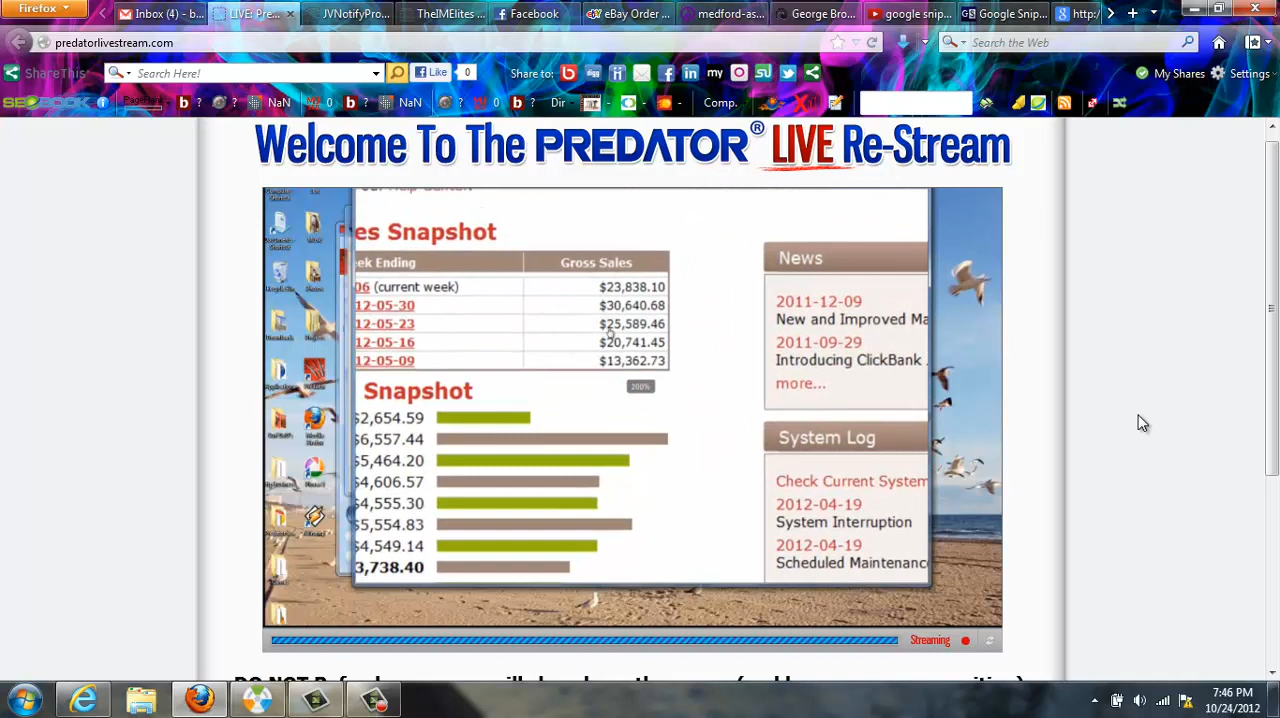 Firefox
Inbox (4) - b...
LIVE: Pre...
JVNotifyPro...
TheIMElites ...
Facebook
eBay Order ...
medford-as...
George Bro...
google snip...
Google Snip...
http:/
predatorlivestream.com
Search the Web
ShareThis
Search Here!
Like
0
Share to:
My Shares
Settings
SEOBOOK
PageRank
?
?
NaN
0
?
NaN
?
0
?
Dir
-
-
-
Comp.
Welcome To The PREDATOR® LIVE Re-Stream
es Snapshot
ek Ending
Gross Sales
06 (current week)
$23,838.10
12-05-30
$30,640.68
12-05-23
$25,589.46
12-05-16
$20,741.45
12-05-09
$13,362.73
200%
Snapshot
$2,654.59
$6,557.44
$5,464.20
$4,606.57
$4,555.30
$5,554.83
$4,549.14
3,738.40
News
2011-12-09
New and Improved Ma
2011-09-29
Introducing ClickBank
more...
System Log
Check Current System
2012-04-19
System Interruption
2012-04-19
Scheduled Maintenanc
Streaming
7:46 PM
10/24/2012